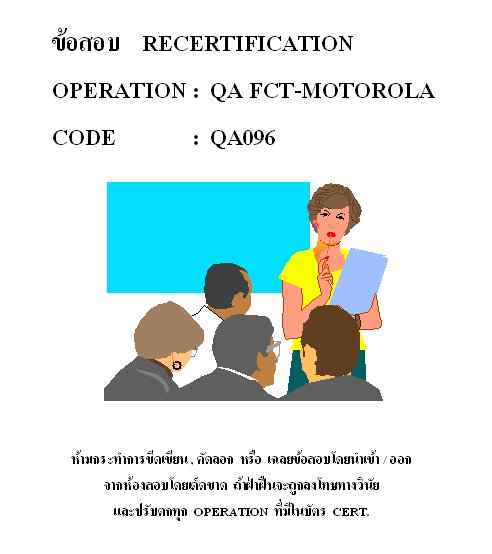 ข้อสอบ RECERTIFICATION
OPERATION : QA FCT-MOTOROLA
CODE : QA096
ห้ามกระทำการขีดเขียน , คัดลอก หรือ เฉลยข้อสอบโดยนำเข้า / ออก
จากห้องสอบโดยเด็ดขาด ถ้าฝ่าฝืนจะถูกลงโทษทางวินัย
และปรับตกทุก OPERATION ที่มีในบัตร CERT.